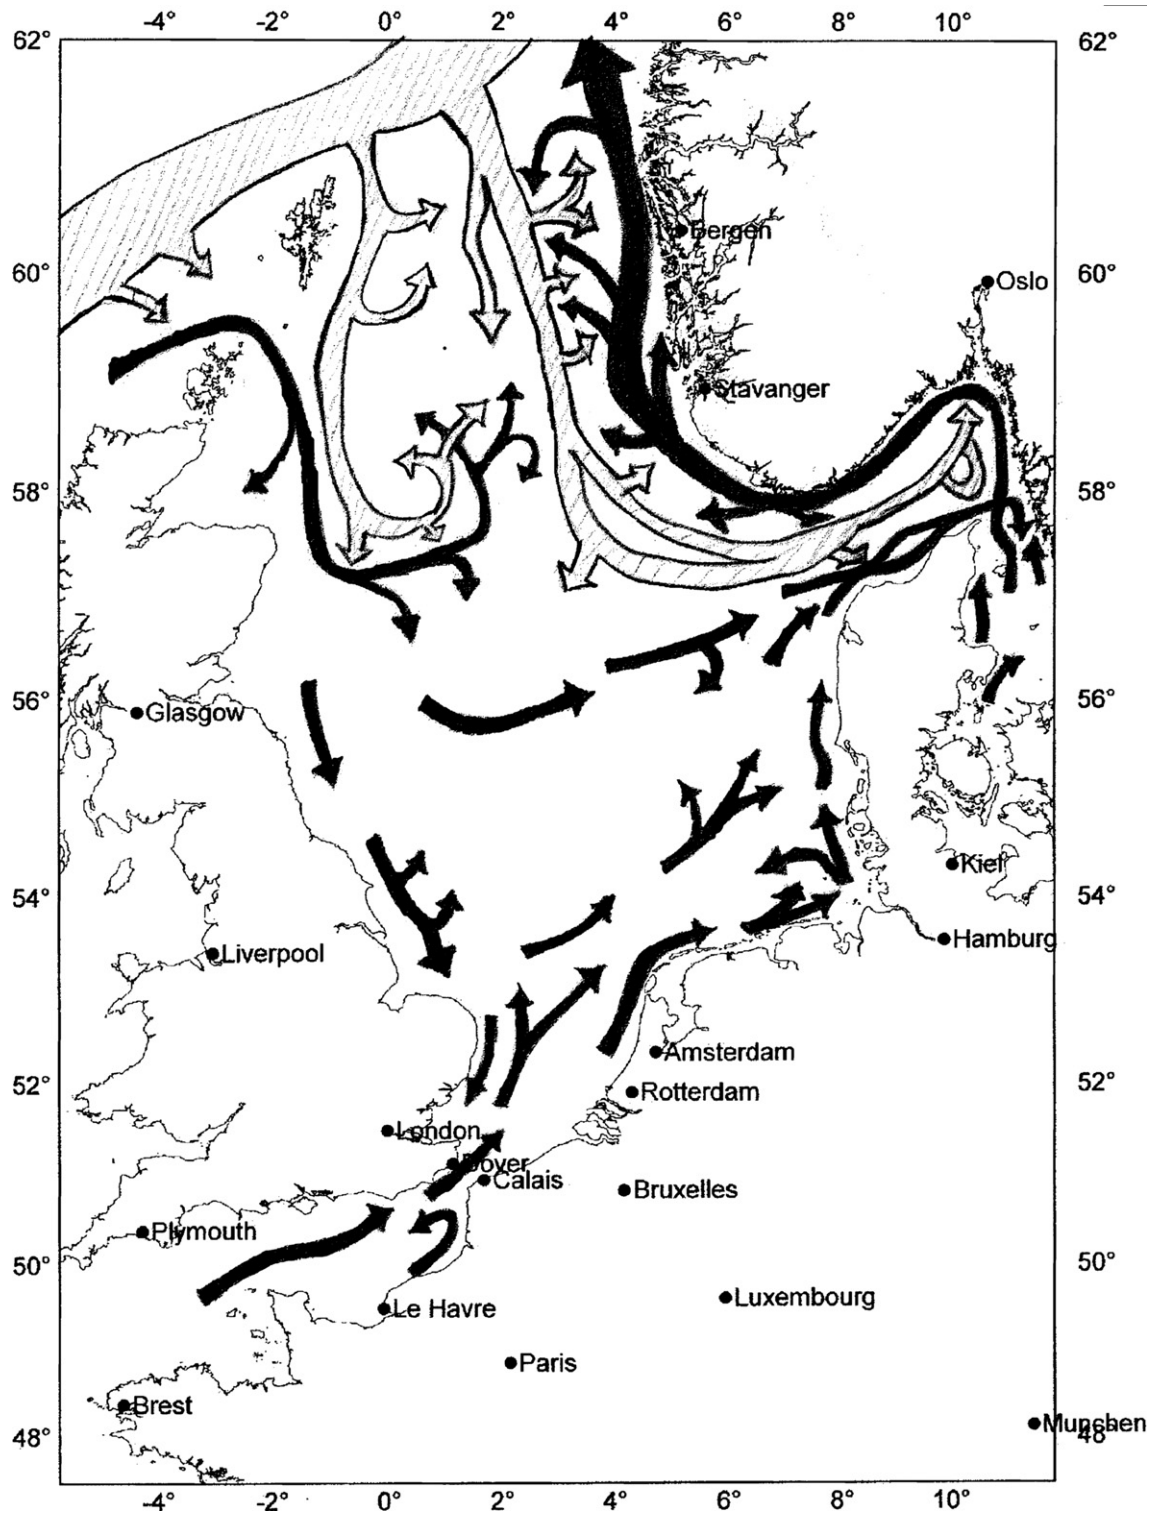 -4° -2° 0° 2° 4° 6° 8° 10°
62° 62°
Bergen
60° 60°
Oslo
Stavanger
58° 58°
56° 56°
Glasgow
Kiel
54° 54°
Hamburg
Liverpool
Amsterdam
52° 52°
Rotterdam
London
Dover
Calais
Bruxelles
Plymouth
50° 50°
Luxembourg
Le Havre
Paris
Brest
Munchen
48° 48°
-4° -2° 0° 2° 4° 6° 8° 10°